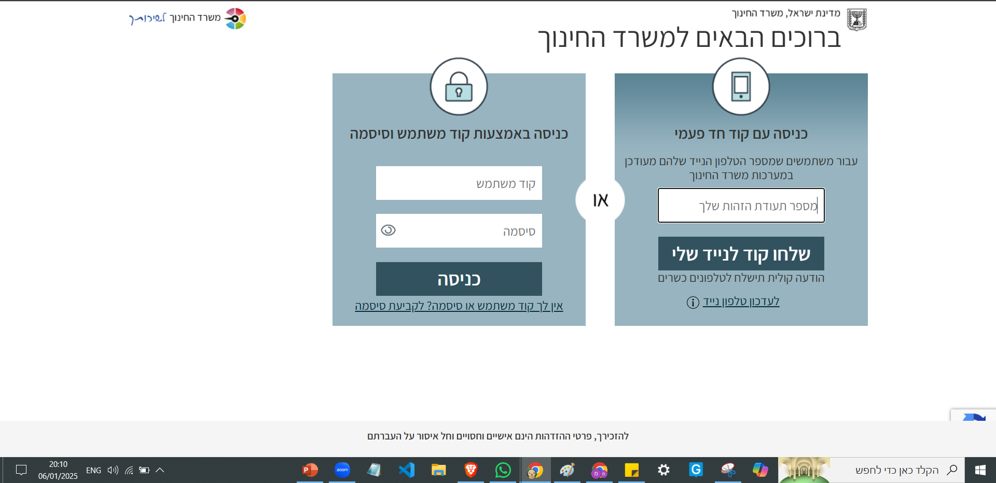 מדינת ישראל, משרד החינוך
ברוכים הבאים למשרד החינוך
משרד החינוך לשירותך
כניסה עם קוד חד פעמי
עבור משתמשים שמספר הטלפון הנייד שלהם מעודכן
במערכות משרד החינוך
מספר תעודת הזהות שלך
שלחו קוד לנייד שלי
הודעה קולית תישלח לטלפונים כשרים
לעדכון טלפון נייד
או
כניסה באמצעות קוד משתמש וסיסמה
קוד משתמש
סיסמה
כניסה
אין לך קוד משתמש או סיסמה? לקביעת סיסמה
להזכירך, פרטי ההזדהות הינם אישיים וחסויים וחל איסור על העברתם
הקלד כאן כדי לחפש
zoom
ENG
20:10
06/01/2025